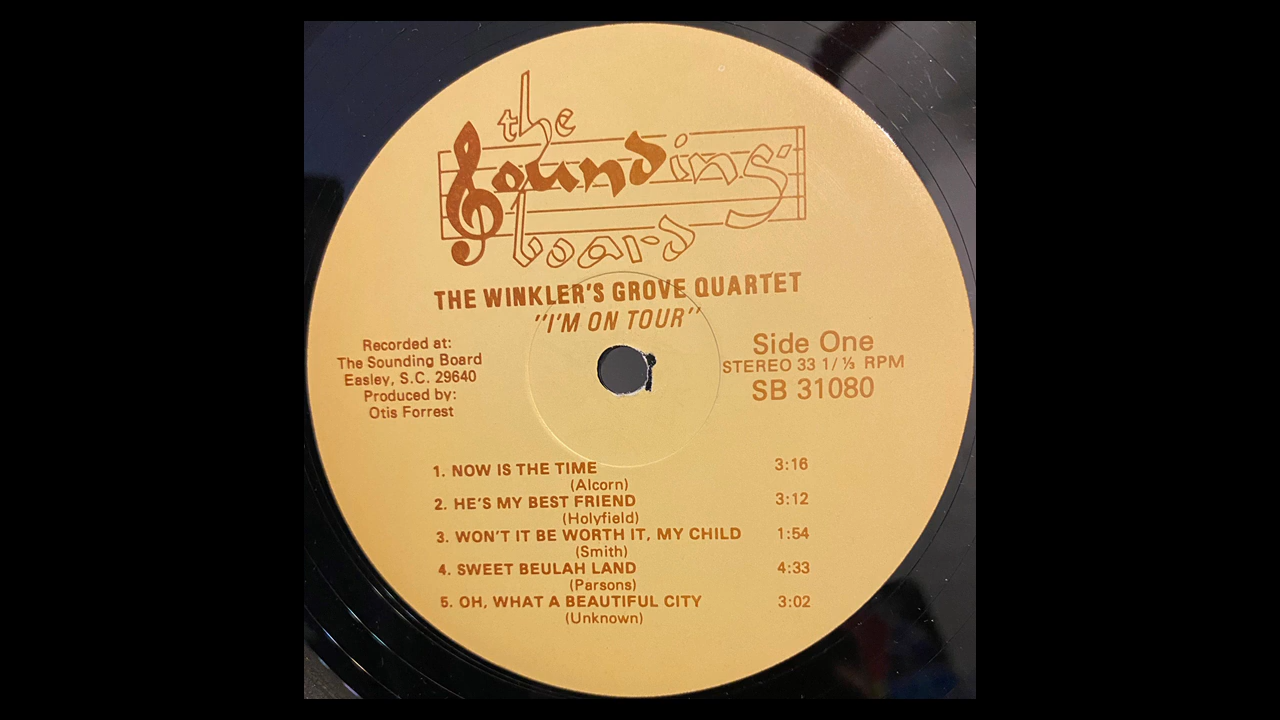 the
Sounding
board
THE WINKLER'S GROVE QUARTET
"I'M ON TOUR"
Recorded at:
The Sounding Board
Easley, S.C. 29640
Produced by:
Otis Forrest
Side One
STEREO 33 1/⅓ RPM
SB 31080
1. NOW IS THE TIME 3:16
(Alcorn)
2. HE'S MY BEST FRIEND 3:12
(Holyfield)
3. WON'T IT BE WORTH IT, MY CHILD 1:54
(Smith)
4. SWEET BEULAH LAND 4:33
(Parsons)
5. OH, WHAT A BEAUTIFUL CITY 3:02
(Unknown)